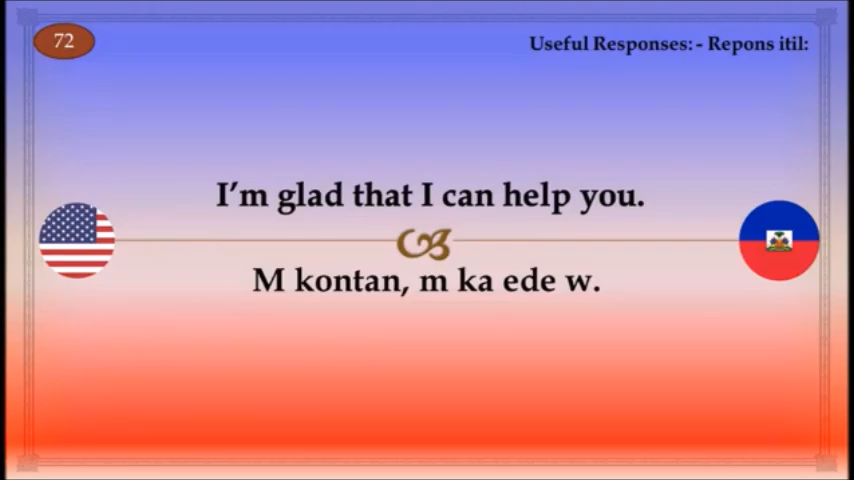 72
Useful Responses: - Repons itil:
I’m glad that I can help you.
M kontan, m ka ede w.